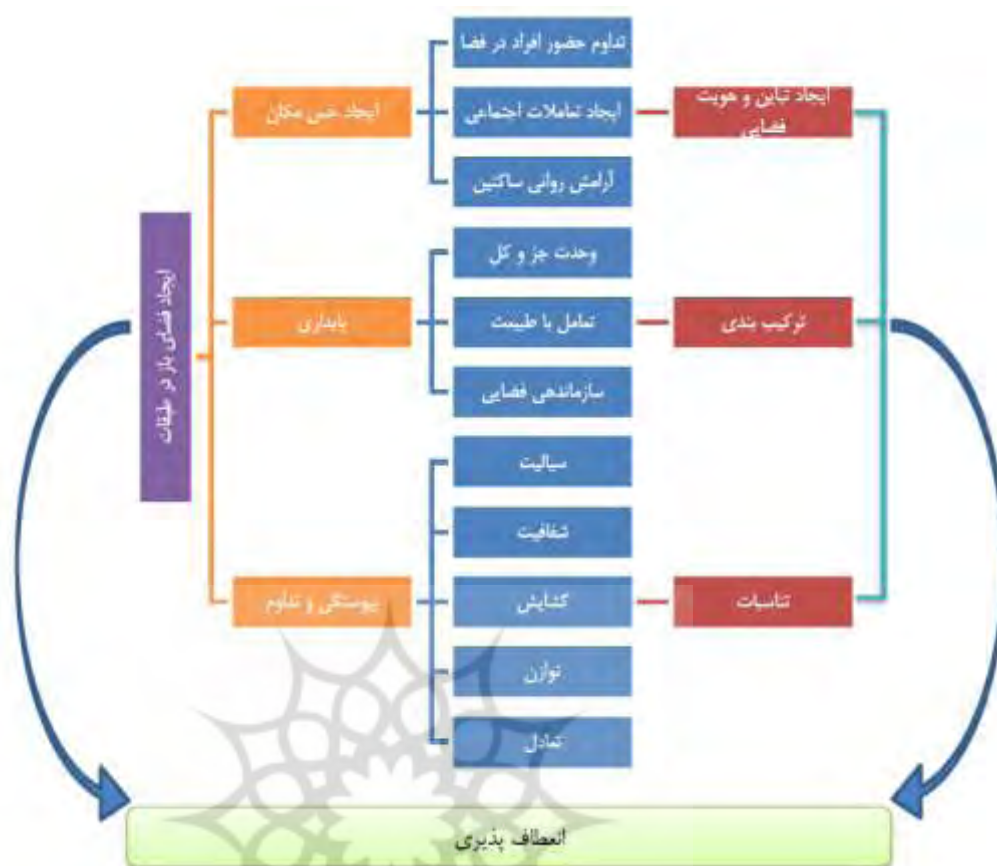 ایجاد فضای باز در طبقات
ایجاد حس مکان
تداوم حضور افراد در فضا
ایجاد تعاملات اجتماعی
آرامش روانی ساکنین
ایجاد تباین و هویت
فضایی
پایداری
وحدت جز و کل
تعامل با طبیعت
سازماندهی فضایی
ترکیب بندی
پیوستگی و تداوم
سیالیت
شفافیت
گشایش
توازن
تعادل
تناسبات
انعطاف پذیری